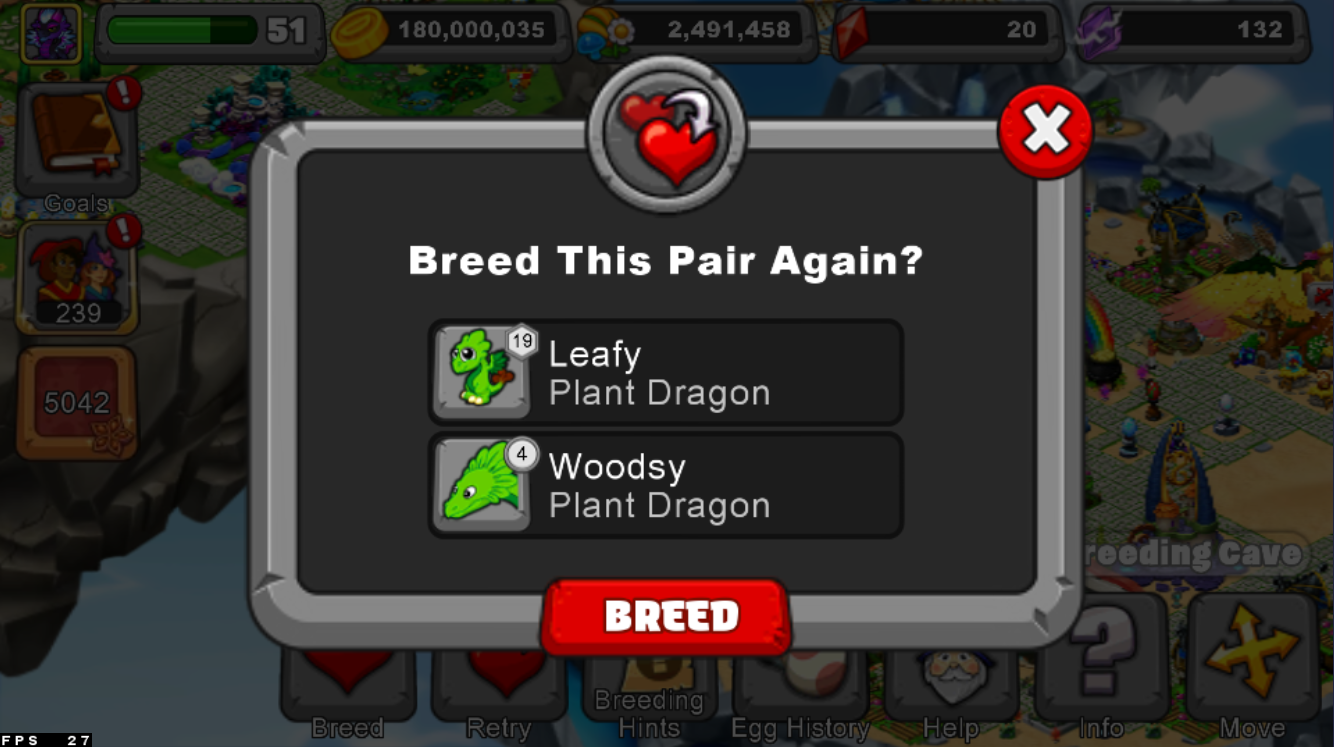 51
180,000,035
2,491,458
20
132
Goals
239
5042
Breed This Pair Again?
19
Leafy
Plant Dragon
4
Woodsy
Plant Dragon
BREED
reeding Cave
Breed
Retry
Breeding
Hints
Egg History
Help
Info
Move
FPS 27